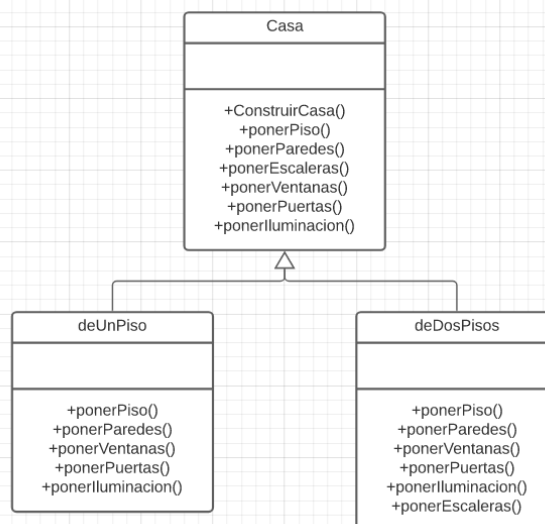 Casa
+ConstruirCasa()
+ponerPiso()
+ponerParedes()
+ponerEscaleras()
+ponerVentanas()
+ponerPuertas()
+ponerIluminacion()
deUnPiso
+ponerPiso()
+ponerParedes()
+ponerVentanas()
+ponerPuertas()
+ponerIluminacion()
deDosPisos
+ponerPiso()
+ponerParedes()
+ponerVentanas()
+ponerPuertas()
+ponerIluminacion()
+ponerEscaleras()